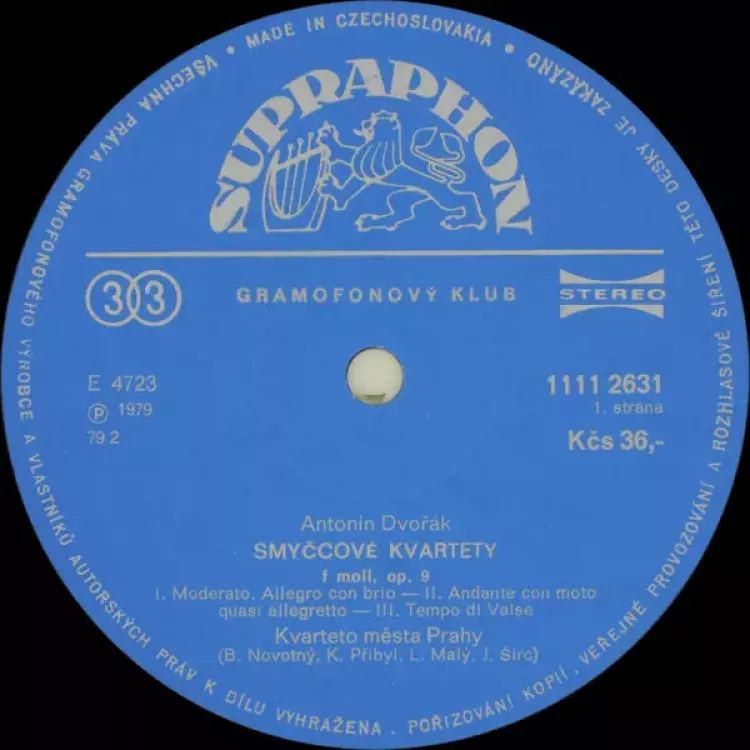 MADE IN CZECHOSLOVAKIA
SUPRAPHON
33
GRAMOFONOVÝ KLUB
STEREO
E 4723
Ⓟ 1979
79 2
1111 2631
1. strana
Kčs 36,-
Antonín Dvořák
SMYČCOVÉ KVARTETY
f moll, op. 9
I. Moderato. Allegro con brio — II. Andante con moto
quasi allegretto — III. Tempo di Valse
Kvarteto města Prahy
(B. Novotný, K. Přibyl, L. Malý, J. Širc)
VŠECHNA PRÁVA GRAMOFONOVÉHO VÝROBCE A VLASTNÍKŮ AUTORSKÝCH PRÁV K DÍLU VYHRAŽENA. POŘIZOVÁNÍ KOPIÍ, VEŘEJNÉ PROVOZOVÁNÍ A ROZHLASOVÉ ŠÍŘENÍ TÉTO DESKY JE ZAKÁZÁNO